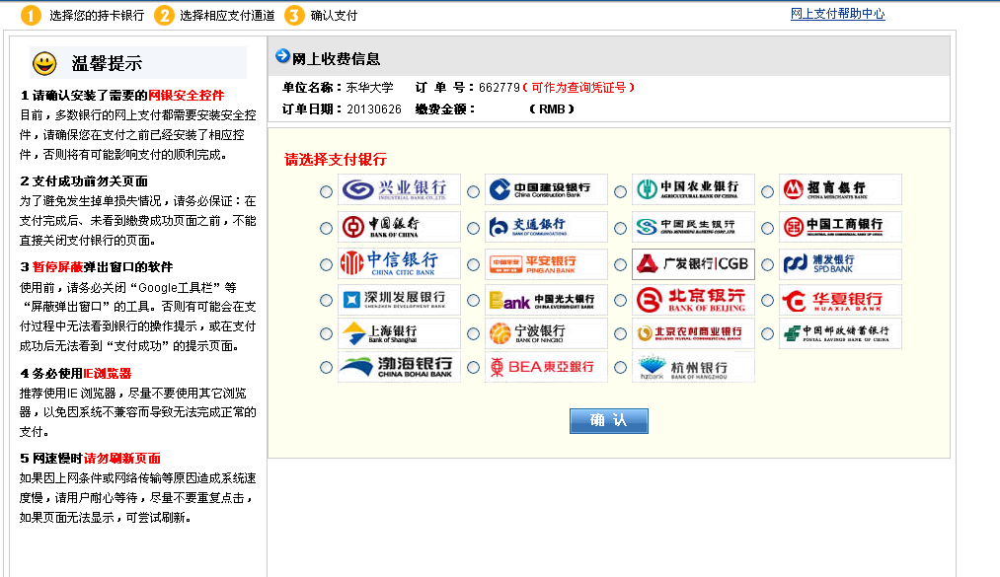 1 选择您的持卡银行 2 选择相应支付通道 3 确认支付
网上支付帮助中心
温馨提示
1 请确认安装了需要的网银安全控件
目前，多数银行的网上支付都需要安装安全控
件，请确保您在支付之前已经安装了相应控
件，否则将有可能影响支付的顺利完成。
2 支付成功前勿关页面
为了避免发生掉单损失情况，请务必保证：在
支付完成后、未看到缴费成功页面之前，不能
直接关闭支付银行的页面。
3 暂停屏蔽弹出窗口的软件
使用前，请务必关闭“Google工具栏”等
“屏蔽弹出窗口”的工具。否则有可能会在支
付过程中无法看到银行的操作提示，或在支付
成功后无法看到“支付成功”的提示页面。
4 务必使用IE浏览器
推荐使用IE 浏览器，尽量不要使用其它浏览
器，以免因系统不兼容而导致无法完成正常的
支付。
5 网速慢时请勿刷新页面
如果因上网条件或网络传输等原因造成系统速
度慢，请用户耐心等待，尽量不要重复点击，
如果页面无法显示，可尝试刷新。
网上收费信息
单位名称：东华大学 订 单 号：662779（可作为查询凭证号）
订单日期：20130626 缴费金额： （RMB）
请选择支付银行
兴业银行
INDUSTRIAL BANK CO.,LTD.
中国建设银行
China Construction Bank
中国农业银行
AGRICULTURAL BANK OF CHINA
招商银行
CHINA MERCHANTS BANK
中国银行
BANK OF CHINA
交通银行
BANK OF COMMUNICATIONS
中国民生银行
CHINA MINSHENG BANKING CORP.,LTD.
中国工商银行
INDUSTRIAL AND COMMERCIAL BANK OF CHINA
中信银行
CHINA CITIC BANK
中国平安 平安银行
PINGAN BANK
广发银行|CGB
浦发银行
SPD BANK
深圳发展银行
SHENZHEN DEVELOPMENT BANK
Bank 中国光大银行
CHINA EVERBRIGHT BANK
北京银行
BANK OF BEIJING
华夏银行
HUAXIA BANK
上海银行
Bank of Shanghai
宁波银行
BANK OF NINGBO
北京农村商业银行
BEIJING RURAL COMMERCIAL BANK
中国邮政储蓄银行
POSTAL SAVINGS BANK OF CHINA
渤海银行
CHINA BOHAI BANK
BEA東亞銀行
hzbank 杭州银行
BANK OF HANGZHOU
确 认